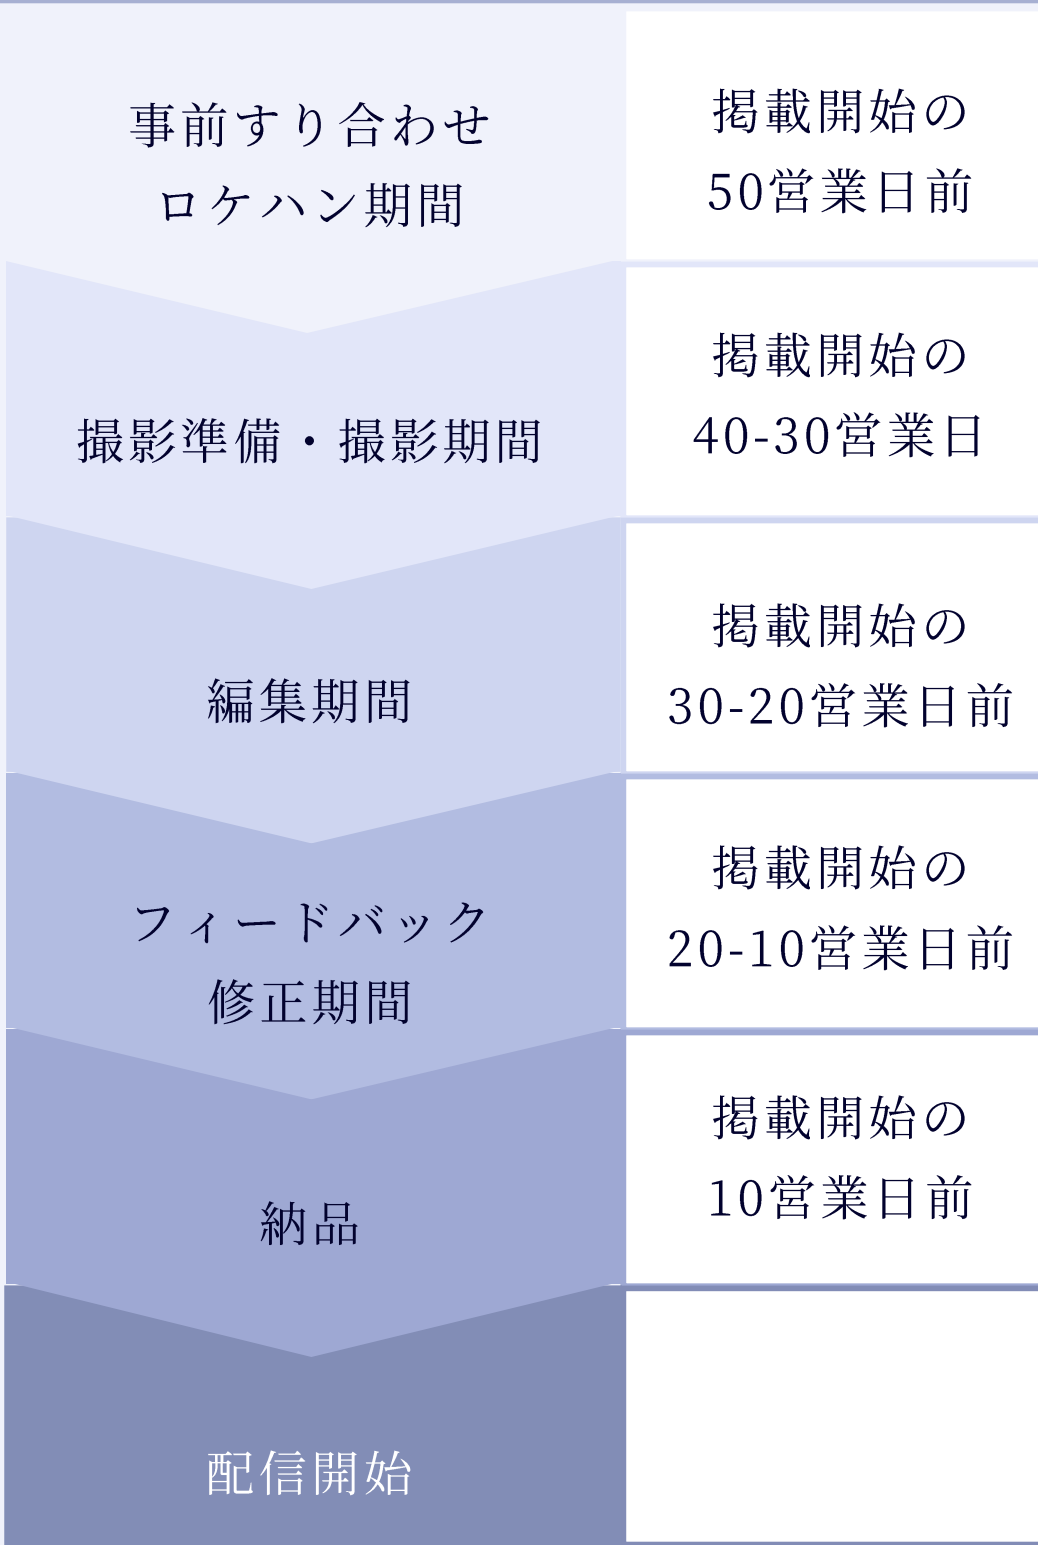 事前すり合わせ
ロケハン期間
掲載開始の
50営業日前
撮影準備・撮影期間
掲載開始の
40-30営業日
編集期間
掲載開始の
30-20営業日前
フィードバック
修正期間
掲載開始の
20-10営業日前
納品
掲載開始の
10営業日前
配信開始